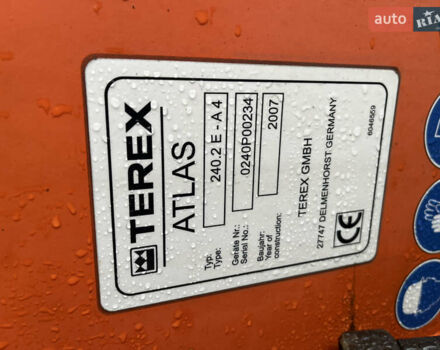 TEREX
ATLAS
Typ: 240.2 E - A 4
Type:
Geräte Nr.: 0240P00234
Serial No.:
Baujahr: 2007
Year of
construction:
TEREX GMBH
27747 DELMENHORST GERMANY
CE
6046559
auto RIA